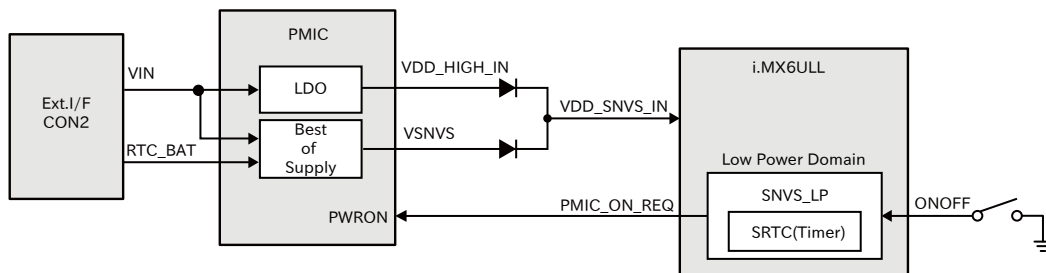 Ext.I/F
CON2
VIN
RTC_BAT
PMIC
LDO
Best
of
Supply
PWRON
VDD_HIGH_IN
VSNVS
VDD_SNVS_IN
PMIC_ON_REQ
i.MX6ULL
Low Power Domain
SNVS_LP
SRTC(Timer)
ONOFF